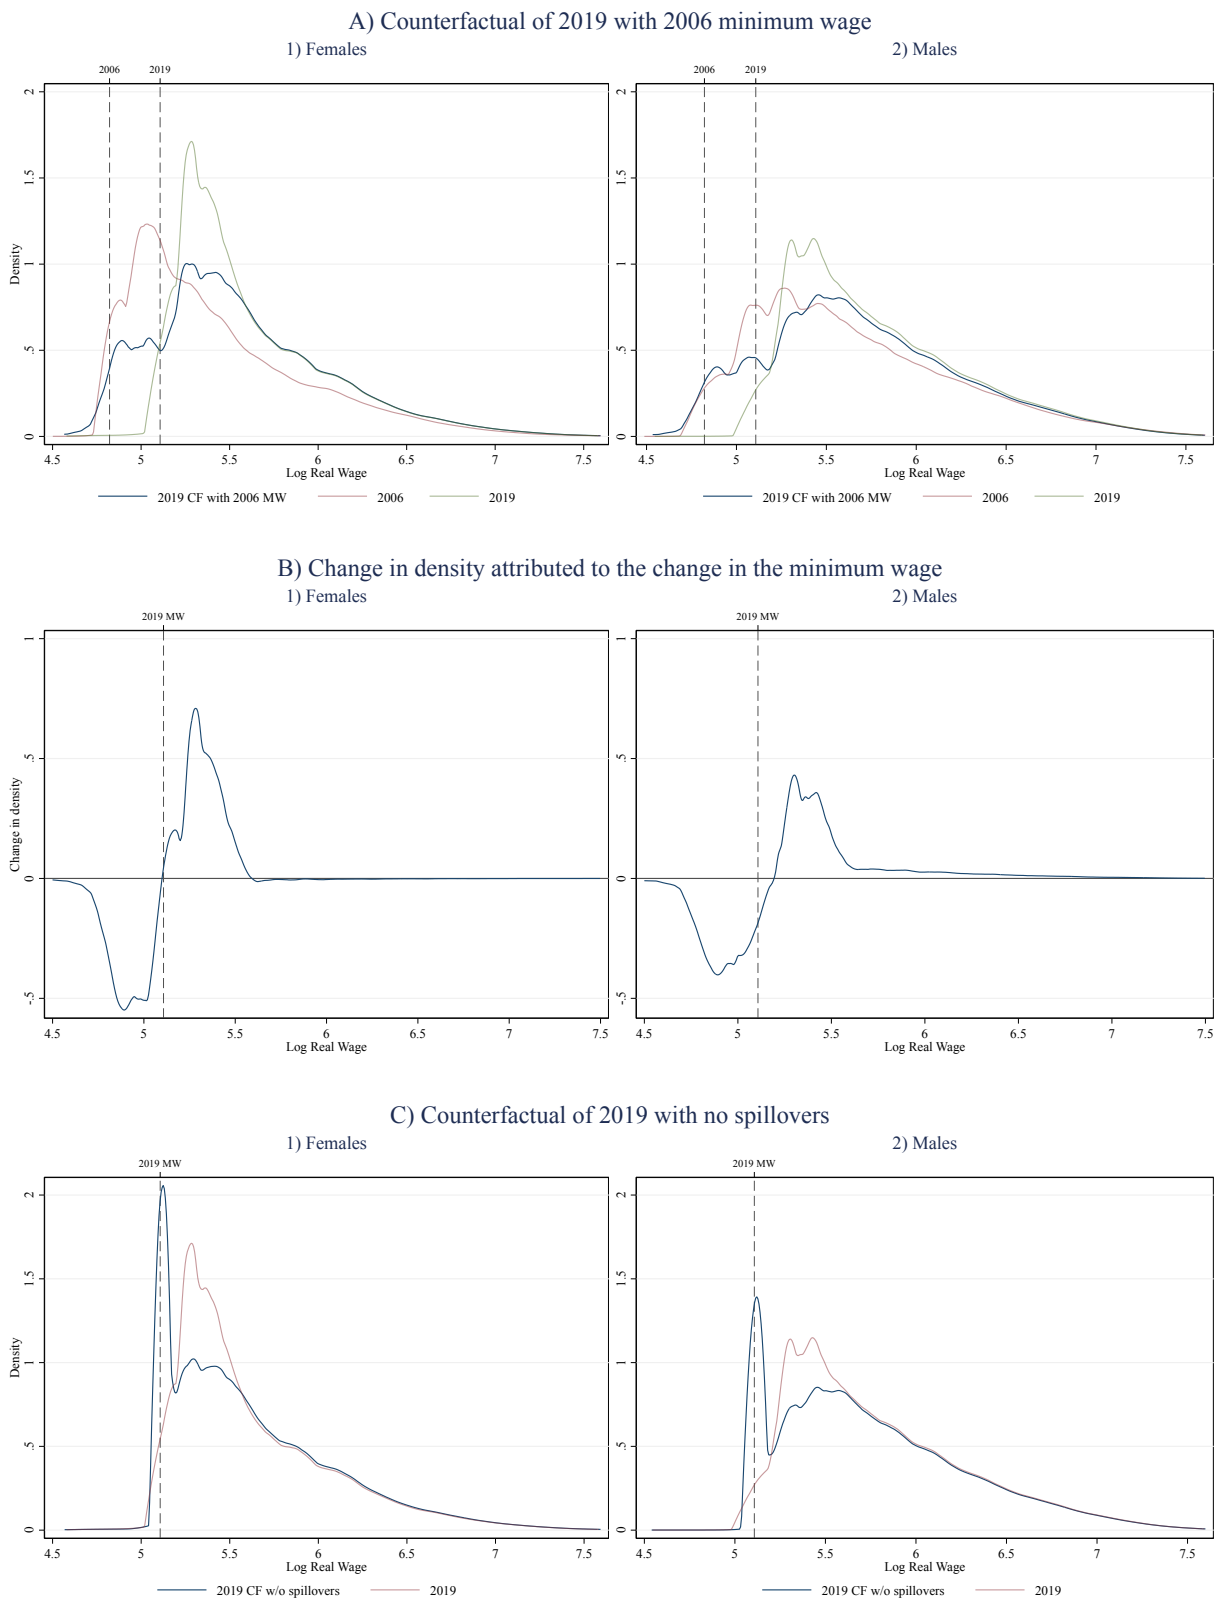 A) Counterfactual of 2019 with 2006 minimum wage
1) Females
2006 2019
2
1.5
1
.5
0
Density
4.5 5 5.5 6 6.5 7 7.5
Log Real Wage
2019 CF with 2006 MW 2006 2019
2) Males
2006 2019
2
1.5
1
.5
0
4.5 5 5.5 6 6.5 7 7.5
Log Real Wage
2019 CF with 2006 MW 2006 2019
B) Change in density attributed to the change in the minimum wage
1) Females
2019 MW
1
.5
0
-.5
Change in density
4.5 5 5.5 6 6.5 7 7.5
Log Real Wage
2) Males
2019 MW
1
.5
0
-.5
4.5 5 5.5 6 6.5 7 7.5
Log Real Wage
C) Counterfactual of 2019 with no spillovers
1) Females
2019 MW
2
1.5
1
.5
0
Density
4.5 5 5.5 6 6.5 7 7.5
Log Real Wage
2019 CF w/o spillovers 2019
2) Males
2019 MW
2
1.5
1
.5
0
4.5 5 5.5 6 6.5 7 7.5
Log Real Wage
2019 CF w/o spillovers 2019